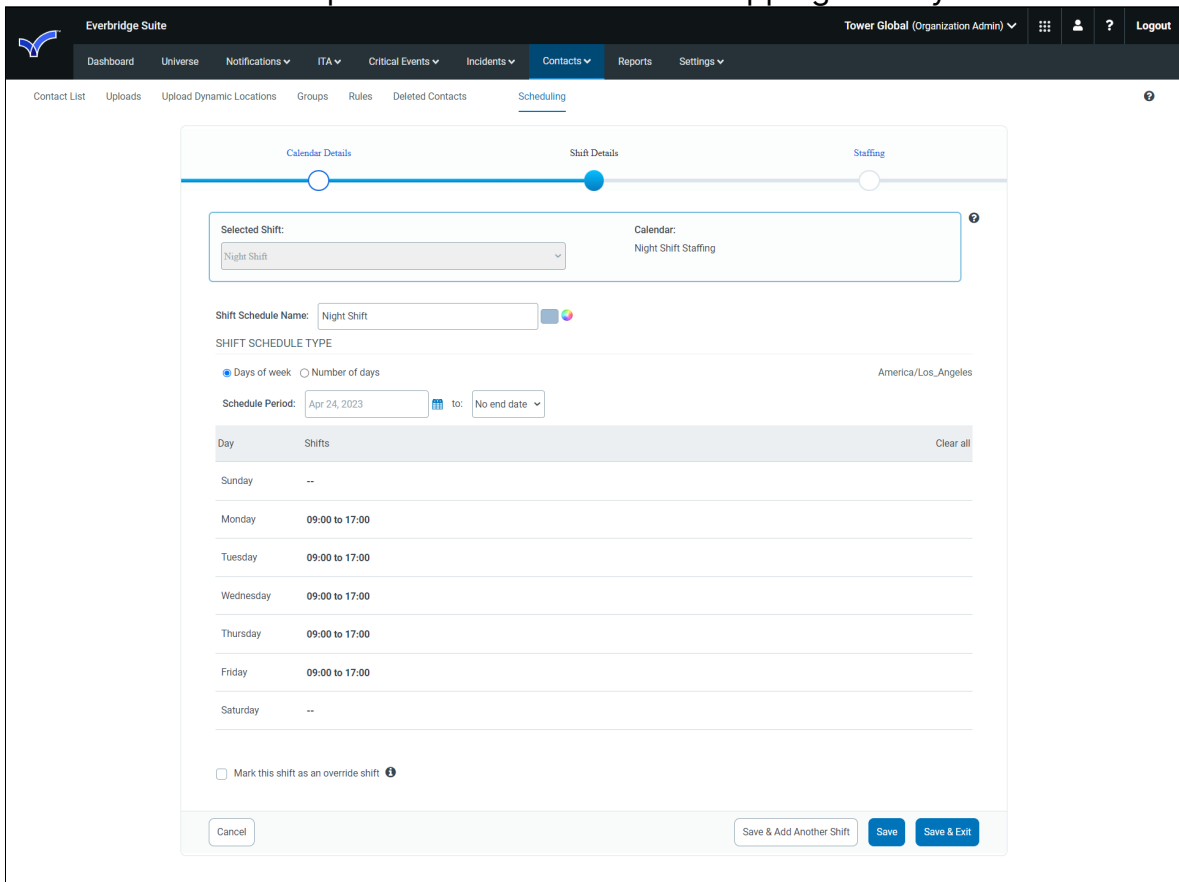 Everbridge Suite
Tower Global (Organization Admin)
?
Logout
Dashboard Universe Notifications ITA Critical Events Incidents Contacts Reports Settings
Contact List Uploads Upload Dynamic Locations Groups Rules Deleted Contacts Scheduling
?
Calendar Details Shift Details Staffing
Selected Shift: Calendar:
?
Night Shift Night Shift Staffing
Shift Schedule Name: Night Shift
SHIFT SCHEDULE TYPE
Days of week Number of days America/Los_Angeles
Schedule Period: Apr 24, 2023 to: No end date
Day Shifts Clear all
Sunday --
Monday 09:00 to 17:00
Tuesday 09:00 to 17:00
Wednesday 09:00 to 17:00
Thursday 09:00 to 17:00
Friday 09:00 to 17:00
Saturday --
Mark this shift as an override shift i
Cancel Save & Add Another Shift Save Save & Exit